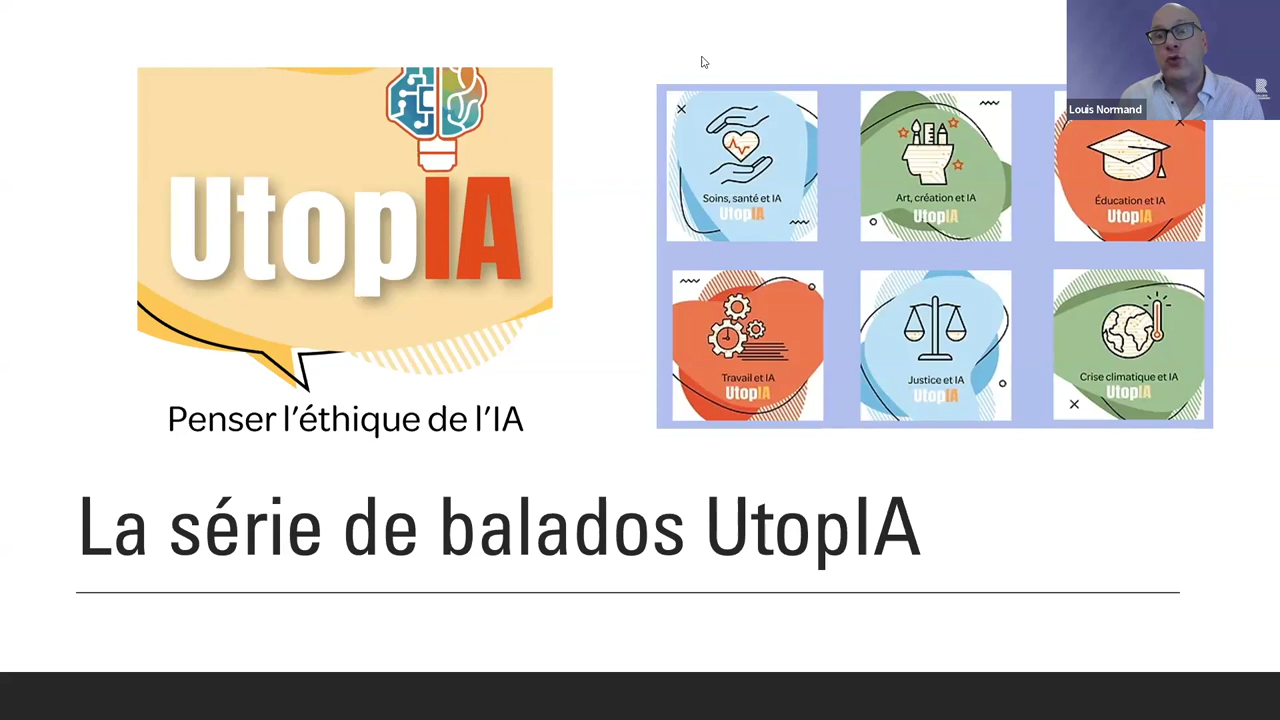 UtopIA
Penser l'éthique de l'IA
Louis Normand
Soins, santé et IA
UtopIA
Art, création et IA
UtopIA
Éducation et IA
UtopIA
Travail et IA
UtopIA
Justice et IA
UtopIA
Crise climatique et IA
UtopIA
La série de balados UtopIA